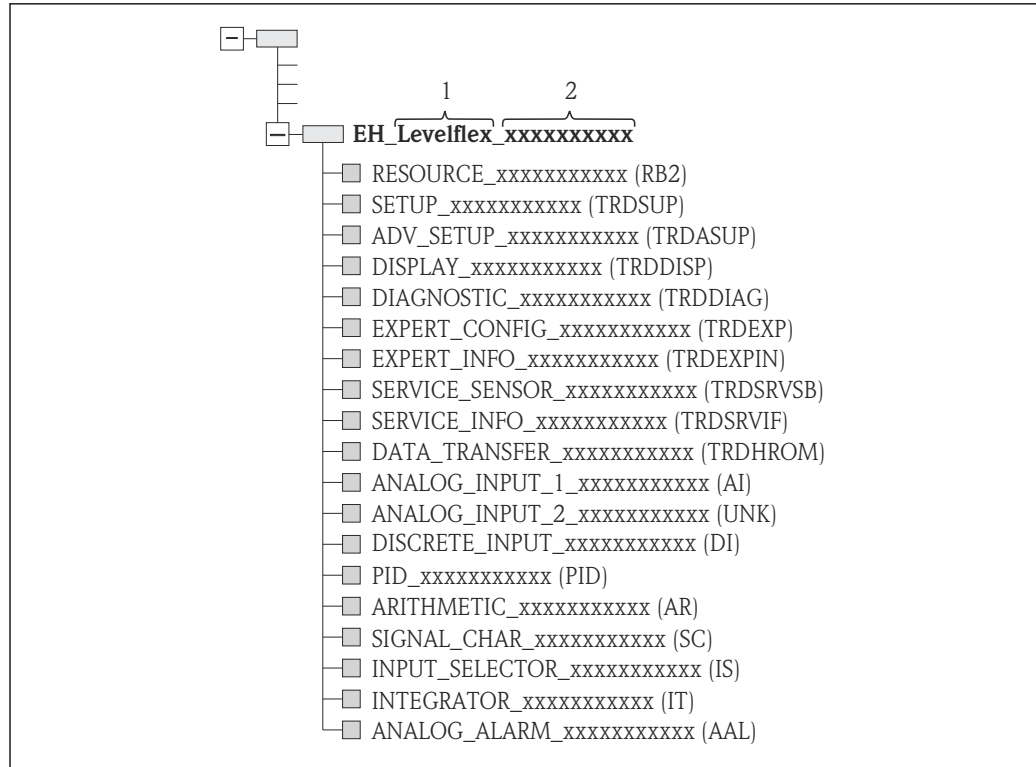 1 2
EH_Levelflex_xxxxxxxxxx
RESOURCE_xxxxxxxxxxx (RB2)
SETUP_xxxxxxxxxxx (TRDSUP)
ADV_SETUP_xxxxxxxxxxx (TRDASUP)
DISPLAY_xxxxxxxxxxx (TRDDISP)
DIAGNOSTIC_xxxxxxxxxxx (TRDDIAG)
EXPERT_CONFIG_xxxxxxxxxxx (TRDEXP)
EXPERT_INFO_xxxxxxxxxxx (TRDEXPIN)
SERVICE_SENSOR_xxxxxxxxxxx (TRDSRVSB)
SERVICE_INFO_xxxxxxxxxxx (TRDSRVIF)
DATA_TRANSFER_xxxxxxxxxxx (TRDHROM)
ANALOG_INPUT_1_xxxxxxxxxxx (AI)
ANALOG_INPUT_2_xxxxxxxxxxx (UNK)
DISCRETE_INPUT_xxxxxxxxxxx (DI)
PID_xxxxxxxxxxx (PID)
ARITHMETIC_xxxxxxxxxxx (AR)
SIGNAL_CHAR_xxxxxxxxxxx (SC)
INPUT_SELECTOR_xxxxxxxxxxx (IS)
INTEGRATOR_xxxxxxxxxxx (IT)
ANALOG_ALARM_xxxxxxxxxxx (AAL)